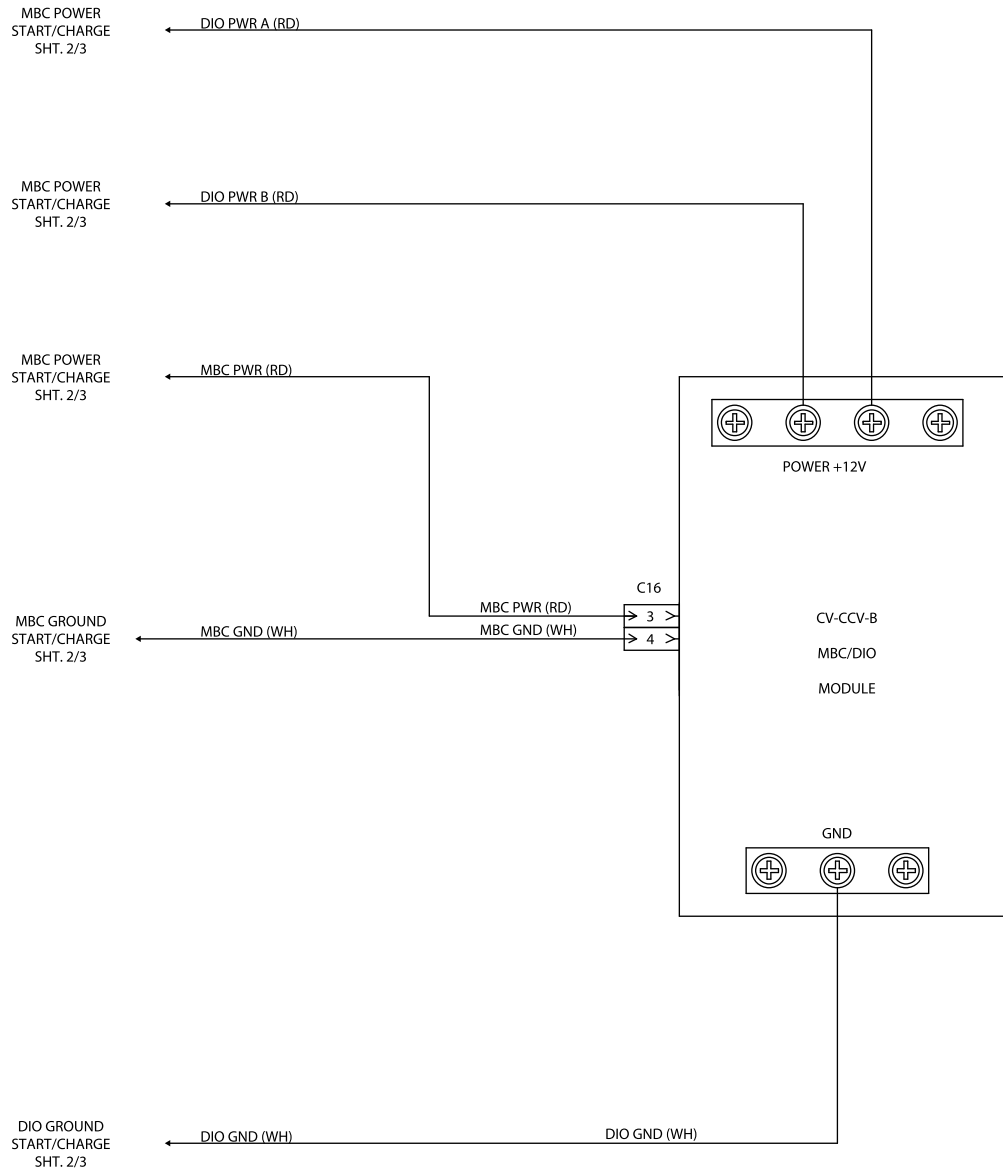 MBC POWER
START/CHARGE
SHT. 2/3
DIO PWR A (RD)
MBC POWER
START/CHARGE
SHT. 2/3
DIO PWR B (RD)
MBC POWER
START/CHARGE
SHT. 2/3
MBC PWR (RD)
POWER +12V
C16
MBC PWR (RD)
3
MBC GROUND
START/CHARGE
SHT. 2/3
MBC GND (WH)
MBC GND (WH)
4
CV-CCV-B
MBC/DIO
MODULE
GND
DIO GROUND
START/CHARGE
SHT. 2/3
DIO GND (WH)
DIO GND (WH)